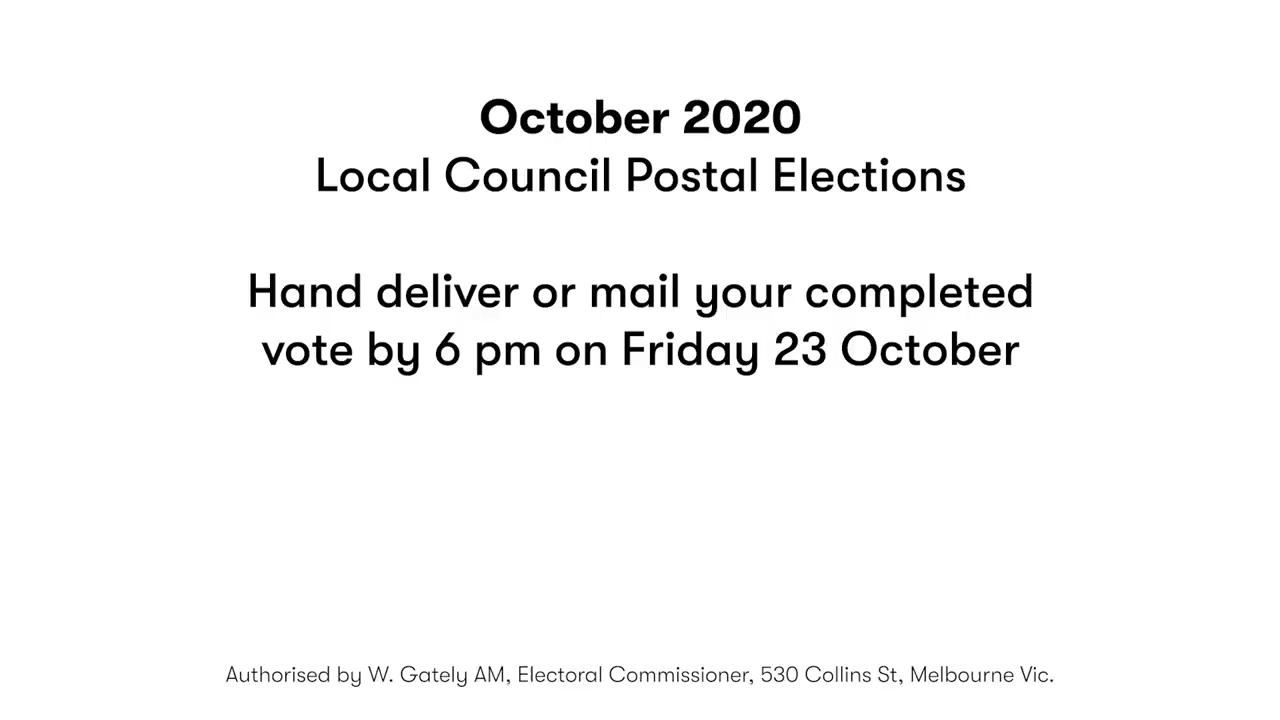 October 2020
Local Council Postal Elections
Hand deliver or mail your completed
vote by 6 pm on Friday 23 October
Authorised by W. Gately AM, Electoral Commissioner, 530 Collins St, Melbourne Vic.